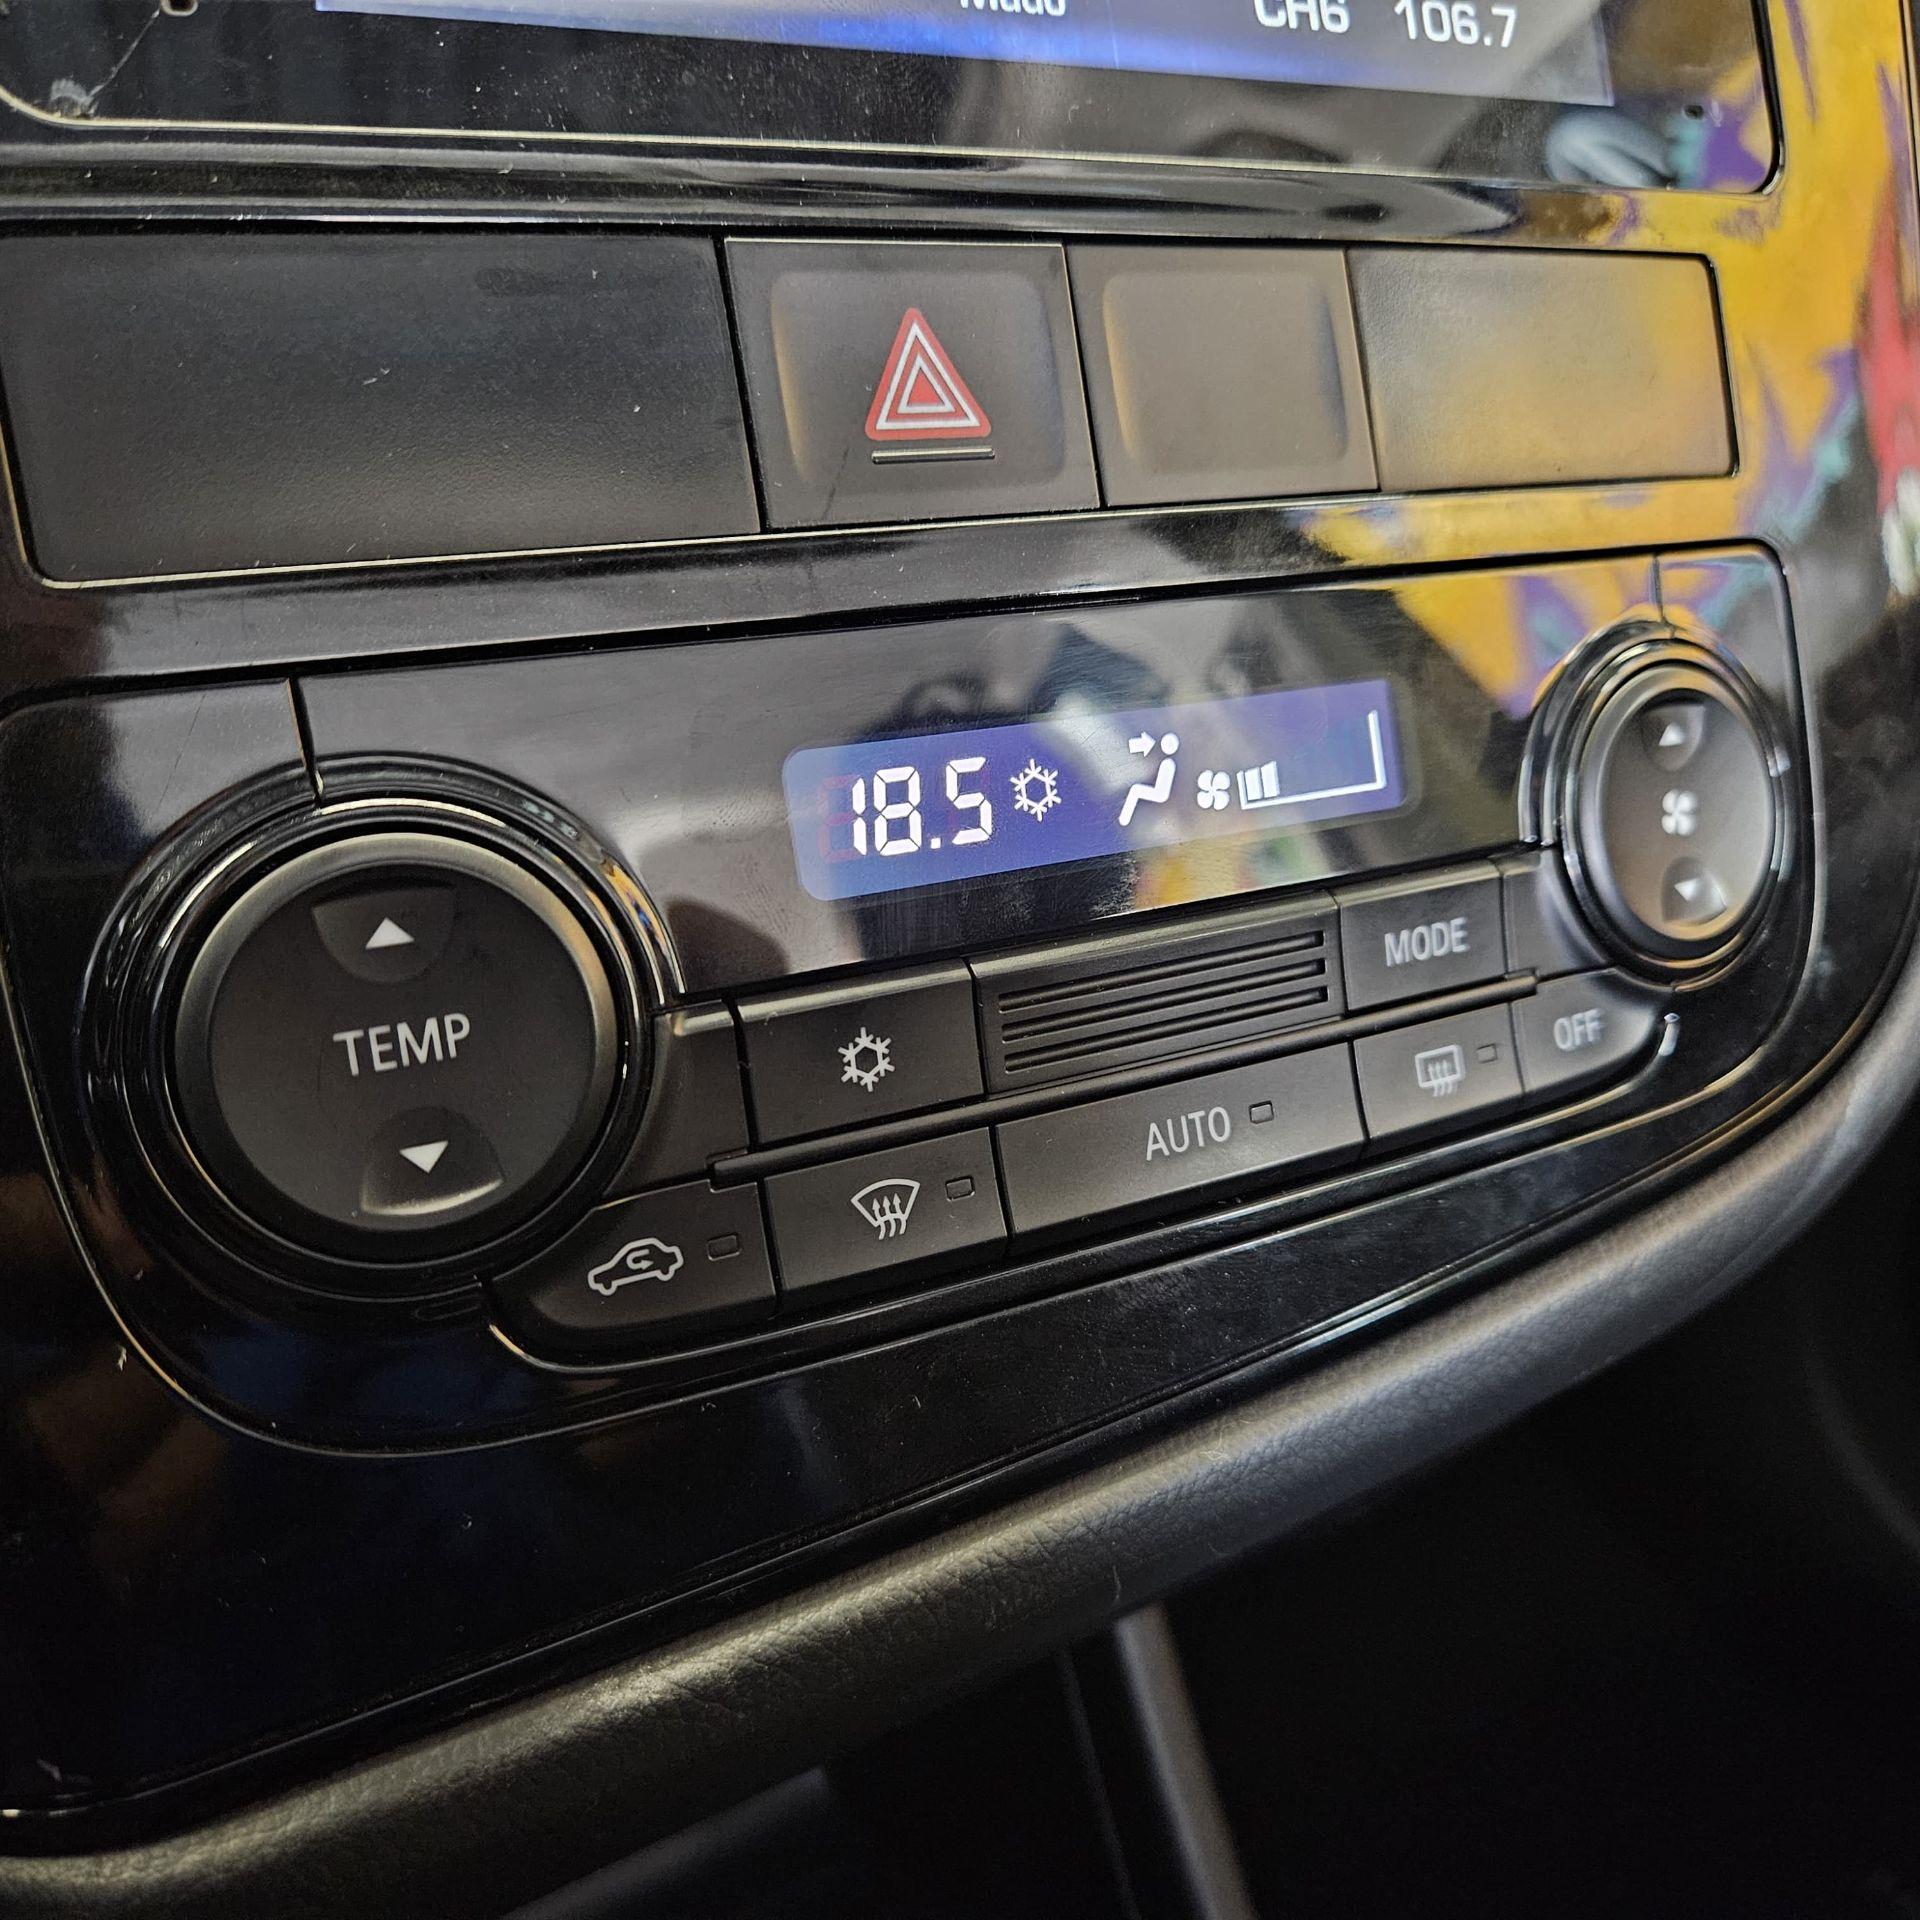 CH6 106.7
18.5
MODE
TEMP
OFF
AUTO